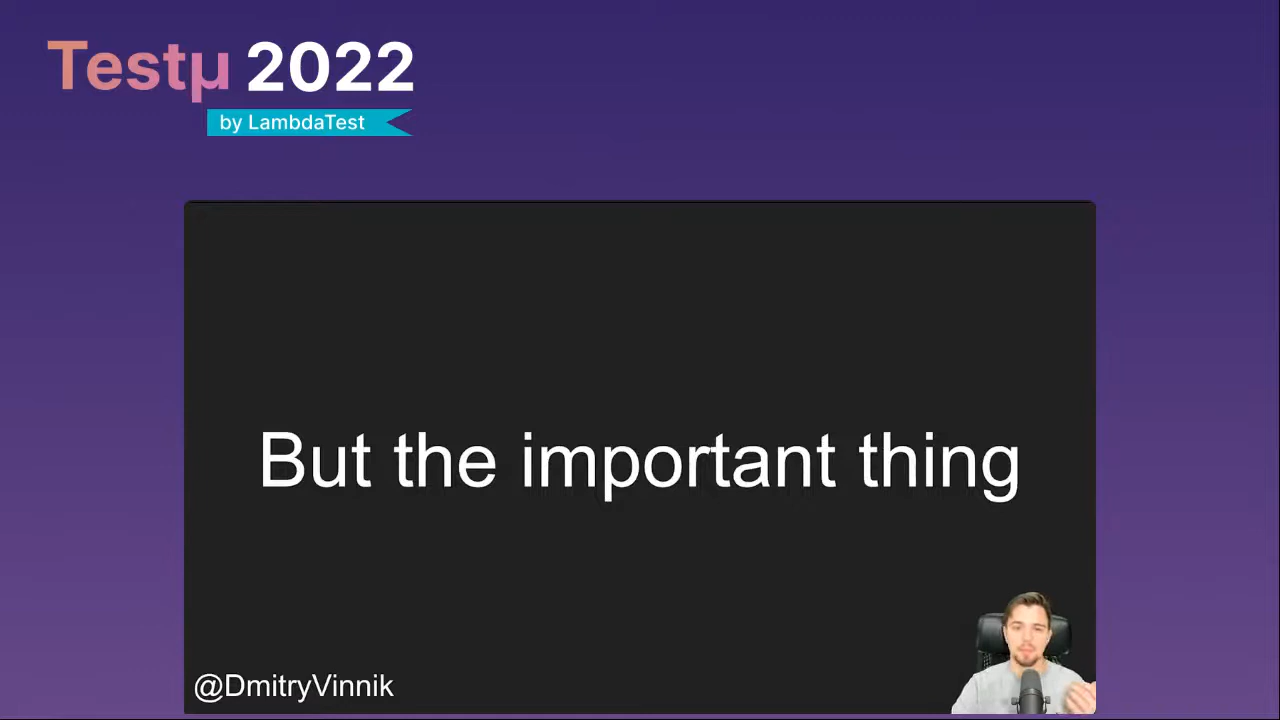 Testμ 2022
by LambdaTest
But the important thing
@DmitryVinnik